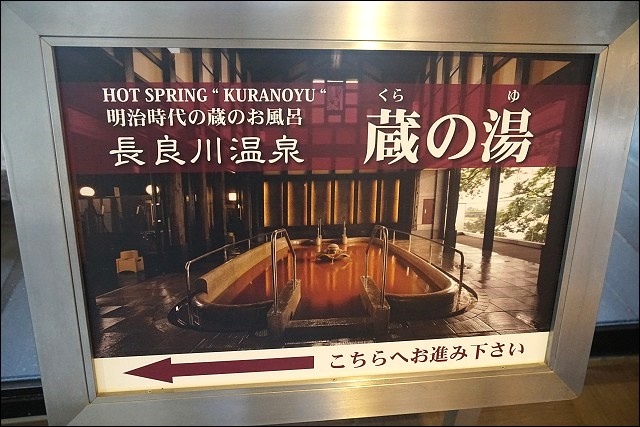 HOT SPRING “ KURANOYU “
明治時代の蔵のお風呂
長良川温泉
くら ゆ
蔵の湯
こちらへお進み下さい